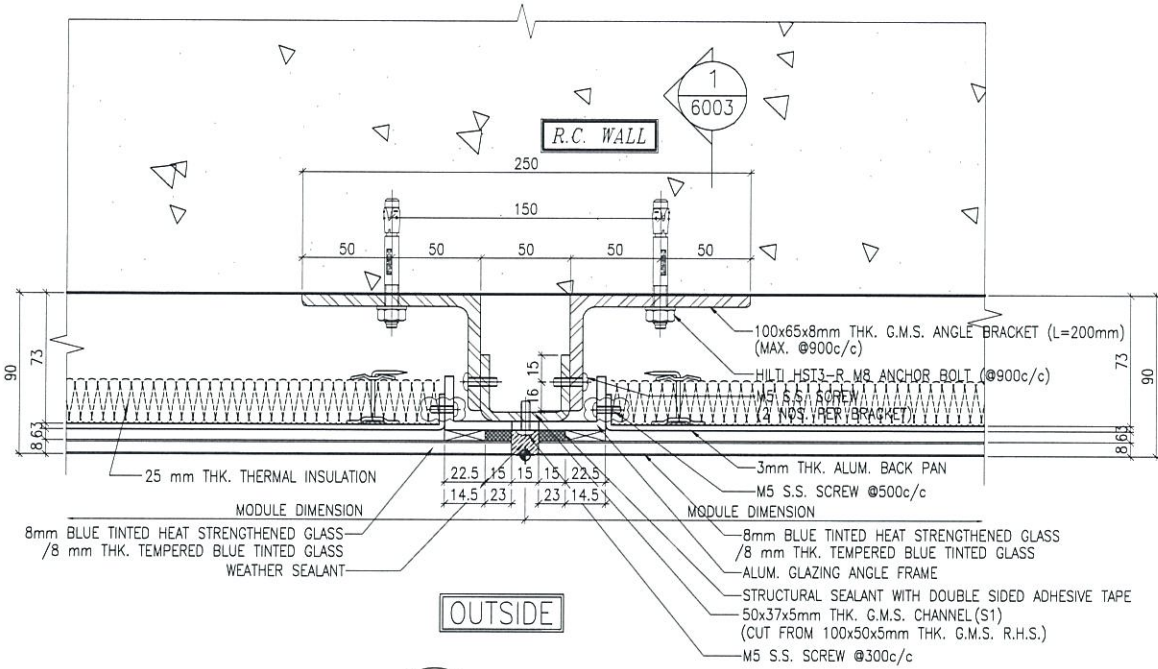 1
6003
R.C. WALL
250
150
50 50 50 50 50
100x65x8mm THK. G.M.S. ANGLE BRACKET (L=200mm)
(MAX. @900c/c)
HILTI HST3-R M8 ANCHOR BOLT (@900c/c)
M5 S.S. SCREW
(2 NOS. PER BRACKET)
90 73 8 6 3
15
16
73 90
8 6 3
3mm THK. ALUM. BACK PAN
25 mm THK. THERMAL INSULATION
22.5 15 15 15 22.5
M5 S.S. SCREW @500c/c
14.5 23 23 14.5
MODULE DIMENSION MODULE DIMENSION
8mm BLUE TINTED HEAT STRENGTHENED GLASS
/8 mm THK. TEMPERED BLUE TINTED GLASS
WEATHER SEALANT
8mm BLUE TINTED HEAT STRENGTHENED GLASS
/8 mm THK. TEMPERED BLUE TINTED GLASS
ALUM. GLAZING ANGLE FRAME
STRUCTURAL SEALANT WITH DOUBLE SIDED ADHESIVE TAPE
OUTSIDE
50x37x5mm THK. G.M.S. CHANNEL(S1)
(CUT FROM 100x50x5mm THK. G.M.S. R.H.S.)
M5 S.S. SCREW @300c/c